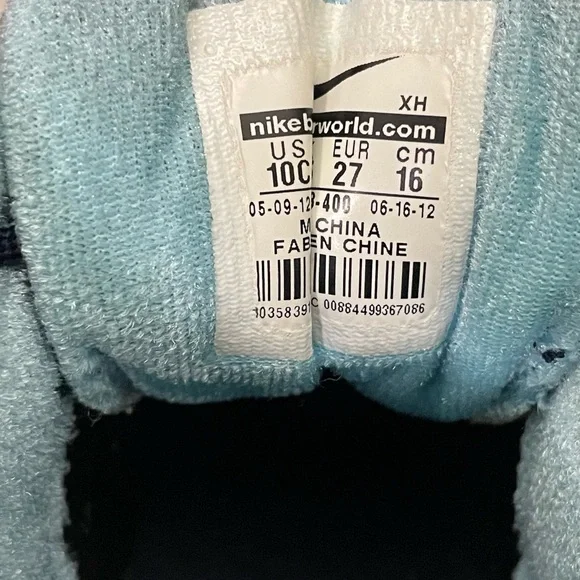 XH
nikeb rworld.com
US EUR cm
10C 27 16
05-09-12 -400 06-16-12
M CHINA
FAB EN CHINE
00884499367086